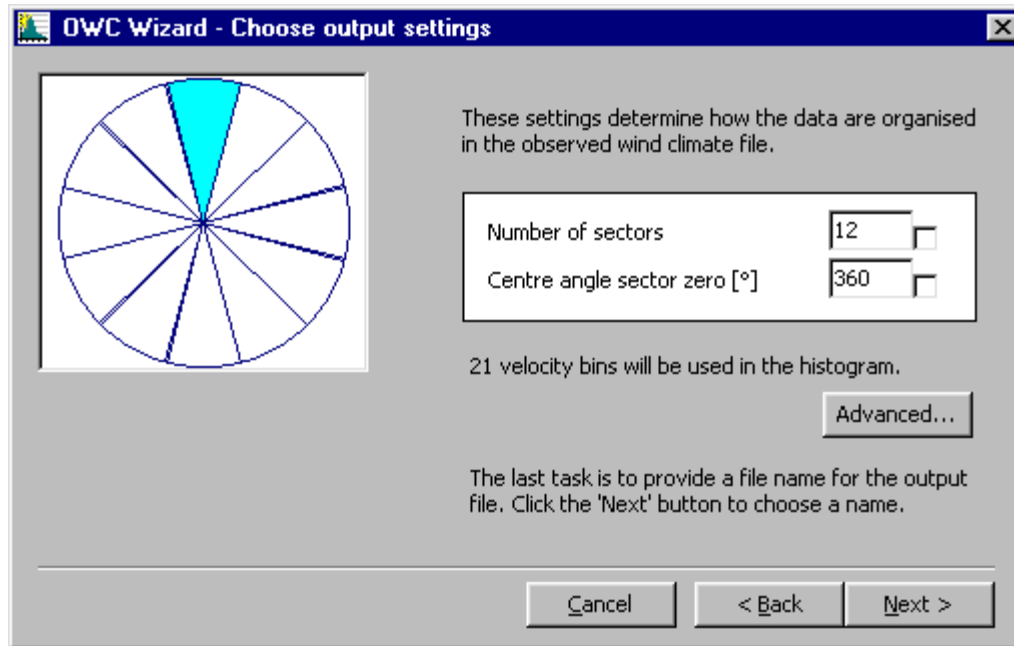 OWC Wizard - Choose output settings
These settings determine how the data are organised
in the observed wind climate file.
Number of sectors 12
Centre angle sector zero [°] 360
21 velocity bins will be used in the histogram.
Advanced...
The last task is to provide a file name for the output
file. Click the 'Next' button to choose a name.
Cancel < Back Next >